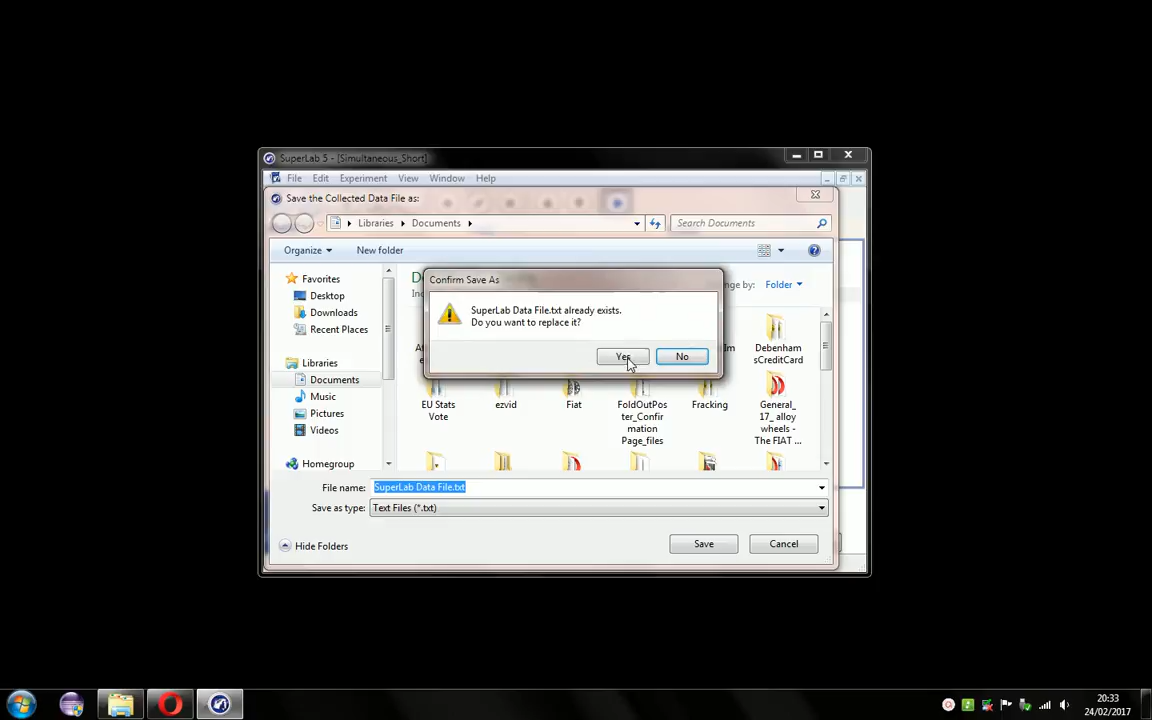 SuperLab 5 - [Simultaneous_Short]
File Edit Experiment View Window Help
Save the Collected Data File as:
Libraries Documents
Search Documents
Organize New folder
Favorites
Desktop
Downloads
Recent Places
Libraries
Documents
Music
Pictures
Videos
Homegroup
Folder
Confirm Save As
SuperLab Data File.txt already exists.
Do you want to replace it?
Yes No
Debenham
sCreditCard
EU Stats
Vote
ezvid
Fiat
FoldOutPos
ter_Confir
mation
Page_files
Fracking
General_
17_ alloy
wheels -
The FIAT ...
File name: SuperLab Data File.txt
Save as type: Text Files (*.txt)
Hide Folders
Save Cancel
20:33
24/02/2017